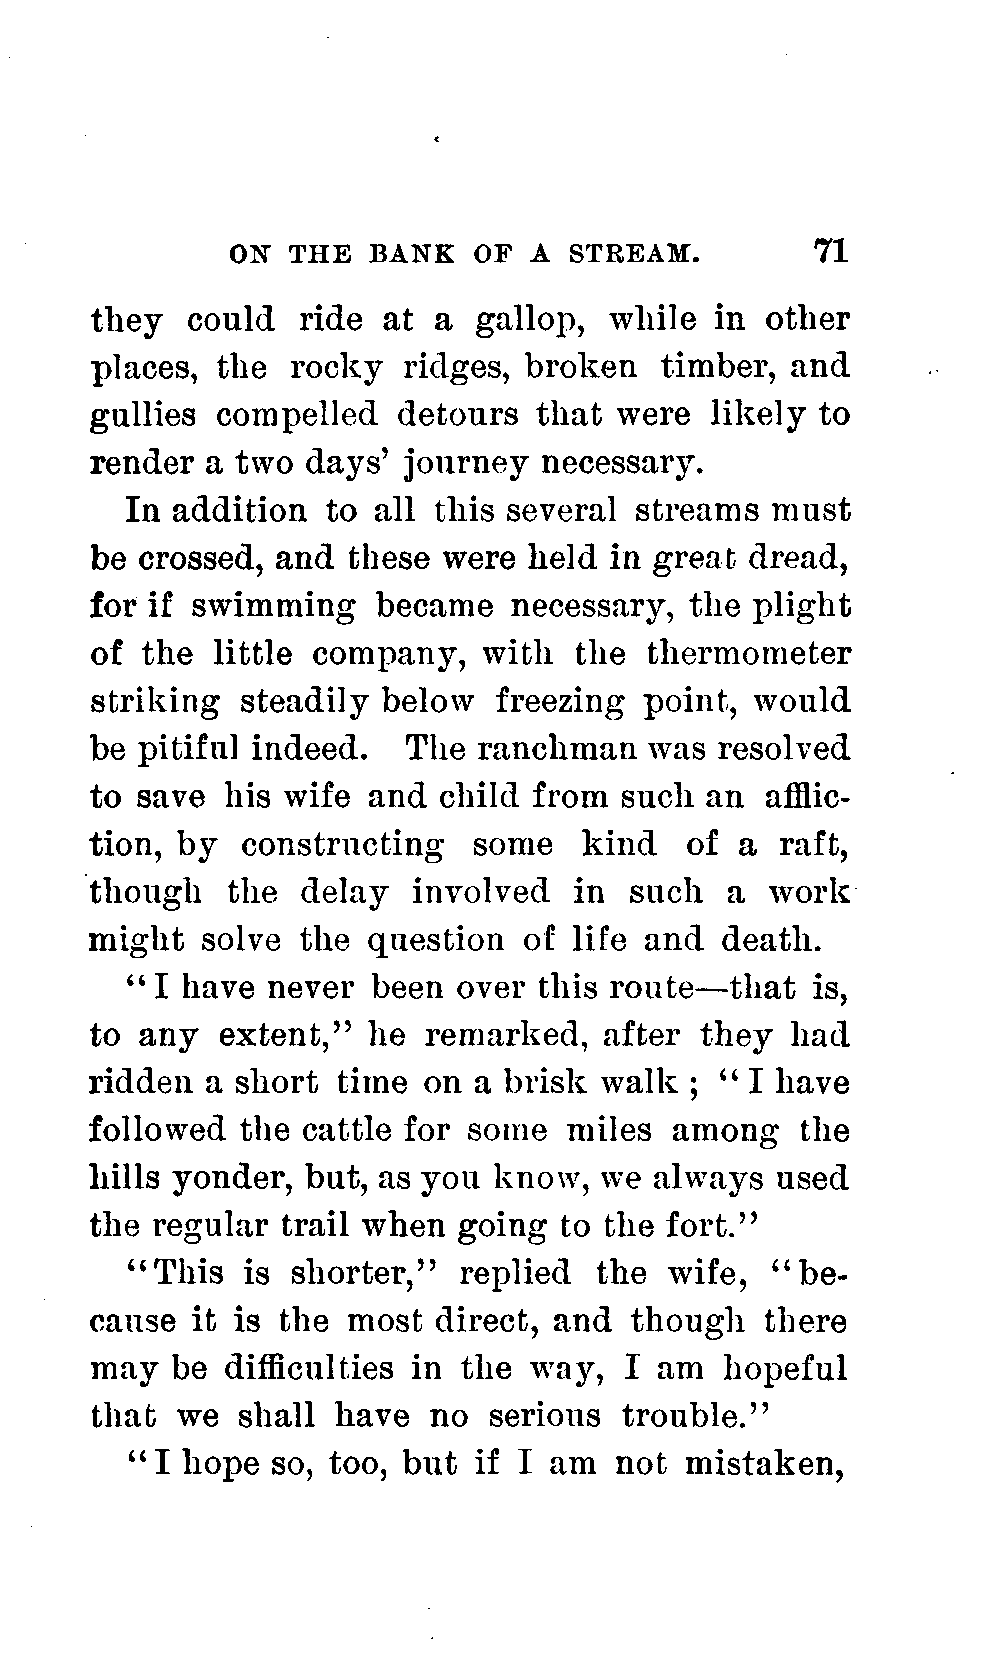 ON THE BANK OF A STREAM. 71
they could ride at a gallop, while in other
places, the rocky ridges, broken timber, and
gullies compelled detours that were likely to
render a two days' journey necessary.
In addition to all this several streams must
be crossed, and these were held in great dread,
for if swimming became necessary, the plight
of the little company, with the thermometer
striking steadily below freezing point, would
be pitiful indeed. The ranchman was resolved
to save his wife and child from such an afflic-
tion, by constructing some kind of a raft,
though the delay involved in such a work
might solve the question of life and death.
“I have never been over this route—that is,
to any extent,” he remarked, after they had
ridden a short time on a brisk walk; “I have
followed the cattle for some miles among the
hills yonder, but, as you know, we always used
the regular trail when going to the fort.”
“This is shorter,” replied the wife, “be-
cause it is the most direct, and though there
may be difficulties in the way, I am hopeful
that we shall have no serious trouble.”
“I hope so, too, but if I am not mistaken,